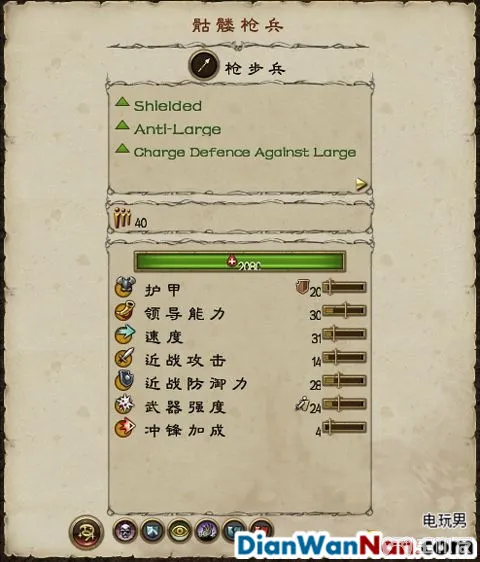 骷髅枪兵
枪步兵
Shielded
Anti-Large
Charge Defence Against Large
40
2080
护甲 20
领导能力 30
速度 31
近战攻击 14
近战防御力 28
武器强度 24
冲锋加成 4
电玩男
DianWanNan.com